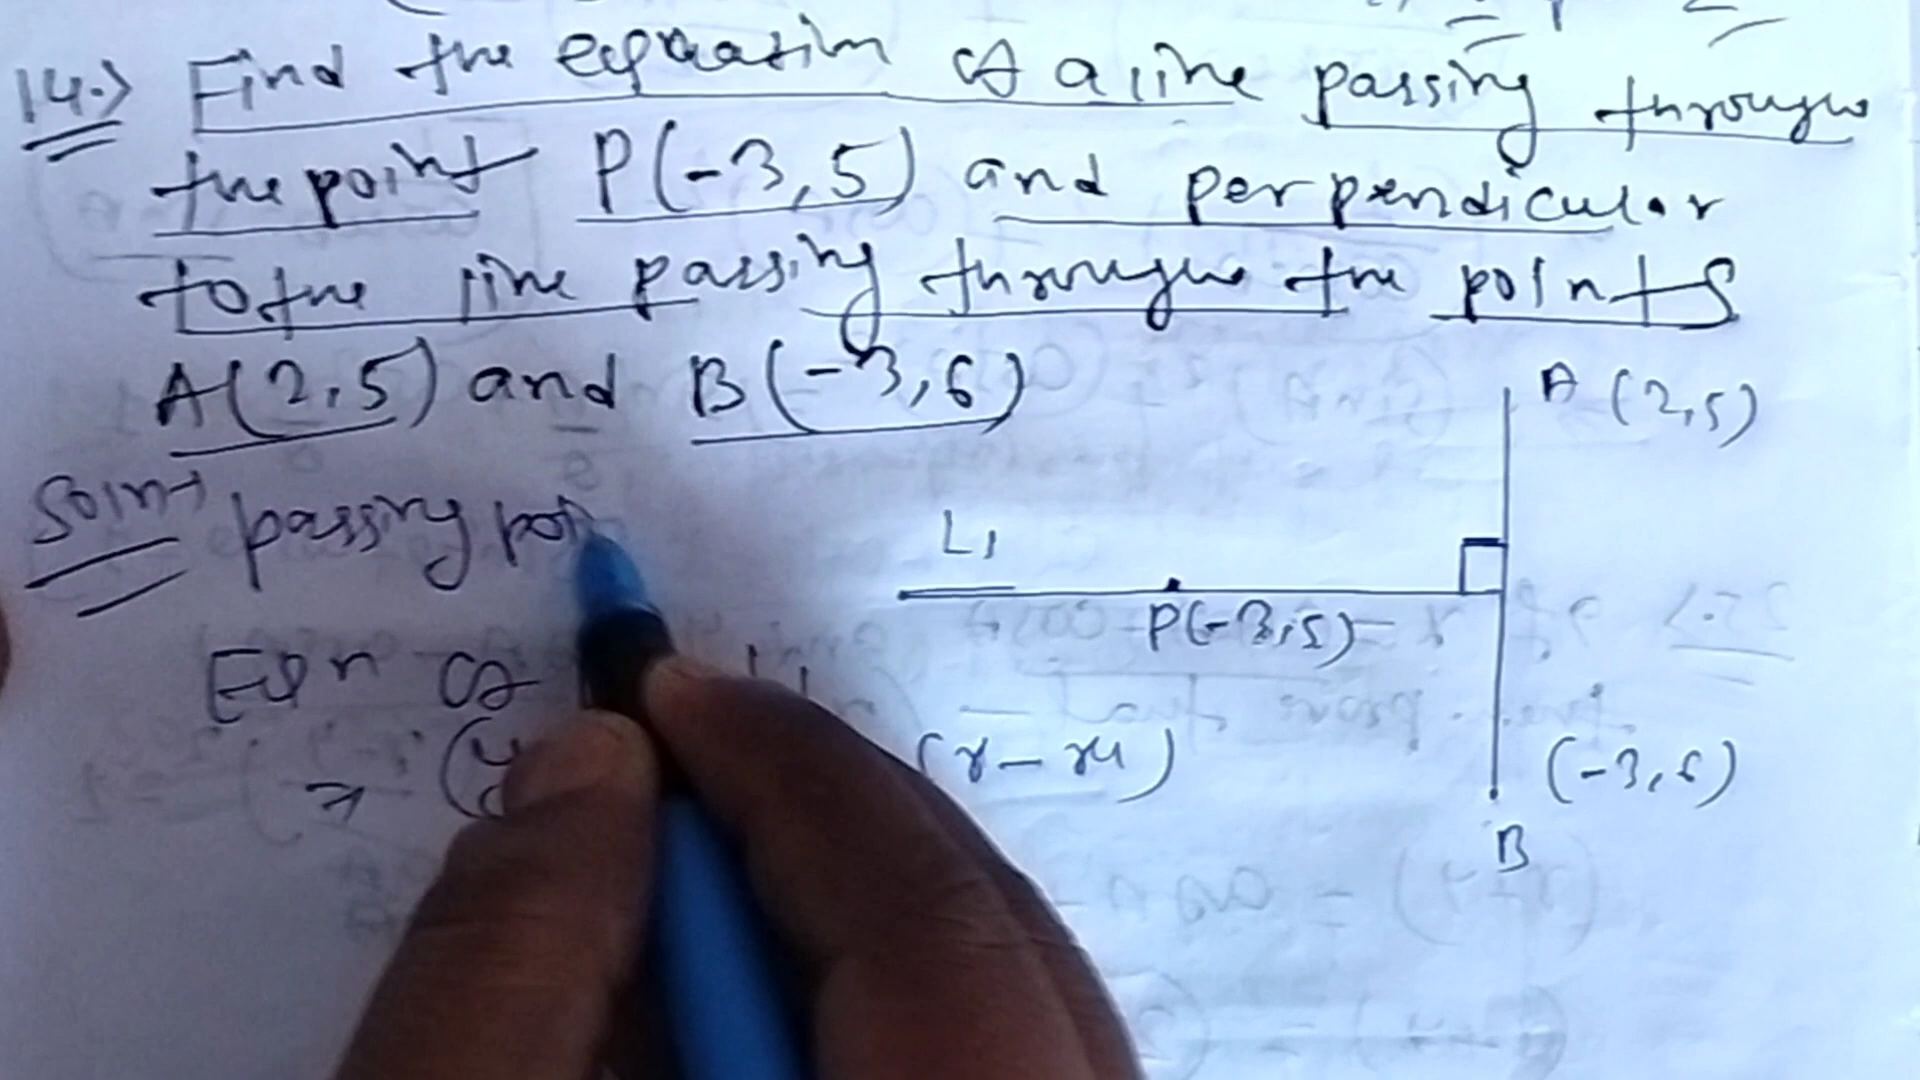 14.) Find the equation of a line passing through
the point P(-3,5) and perpendicular
to the line passing through the points
A(2,5) and B(-3,6)
A (2,5)
Soln→ passing poi
L1
P(-3,5)
Eqn of
(x-x1)
(-3,6)
B